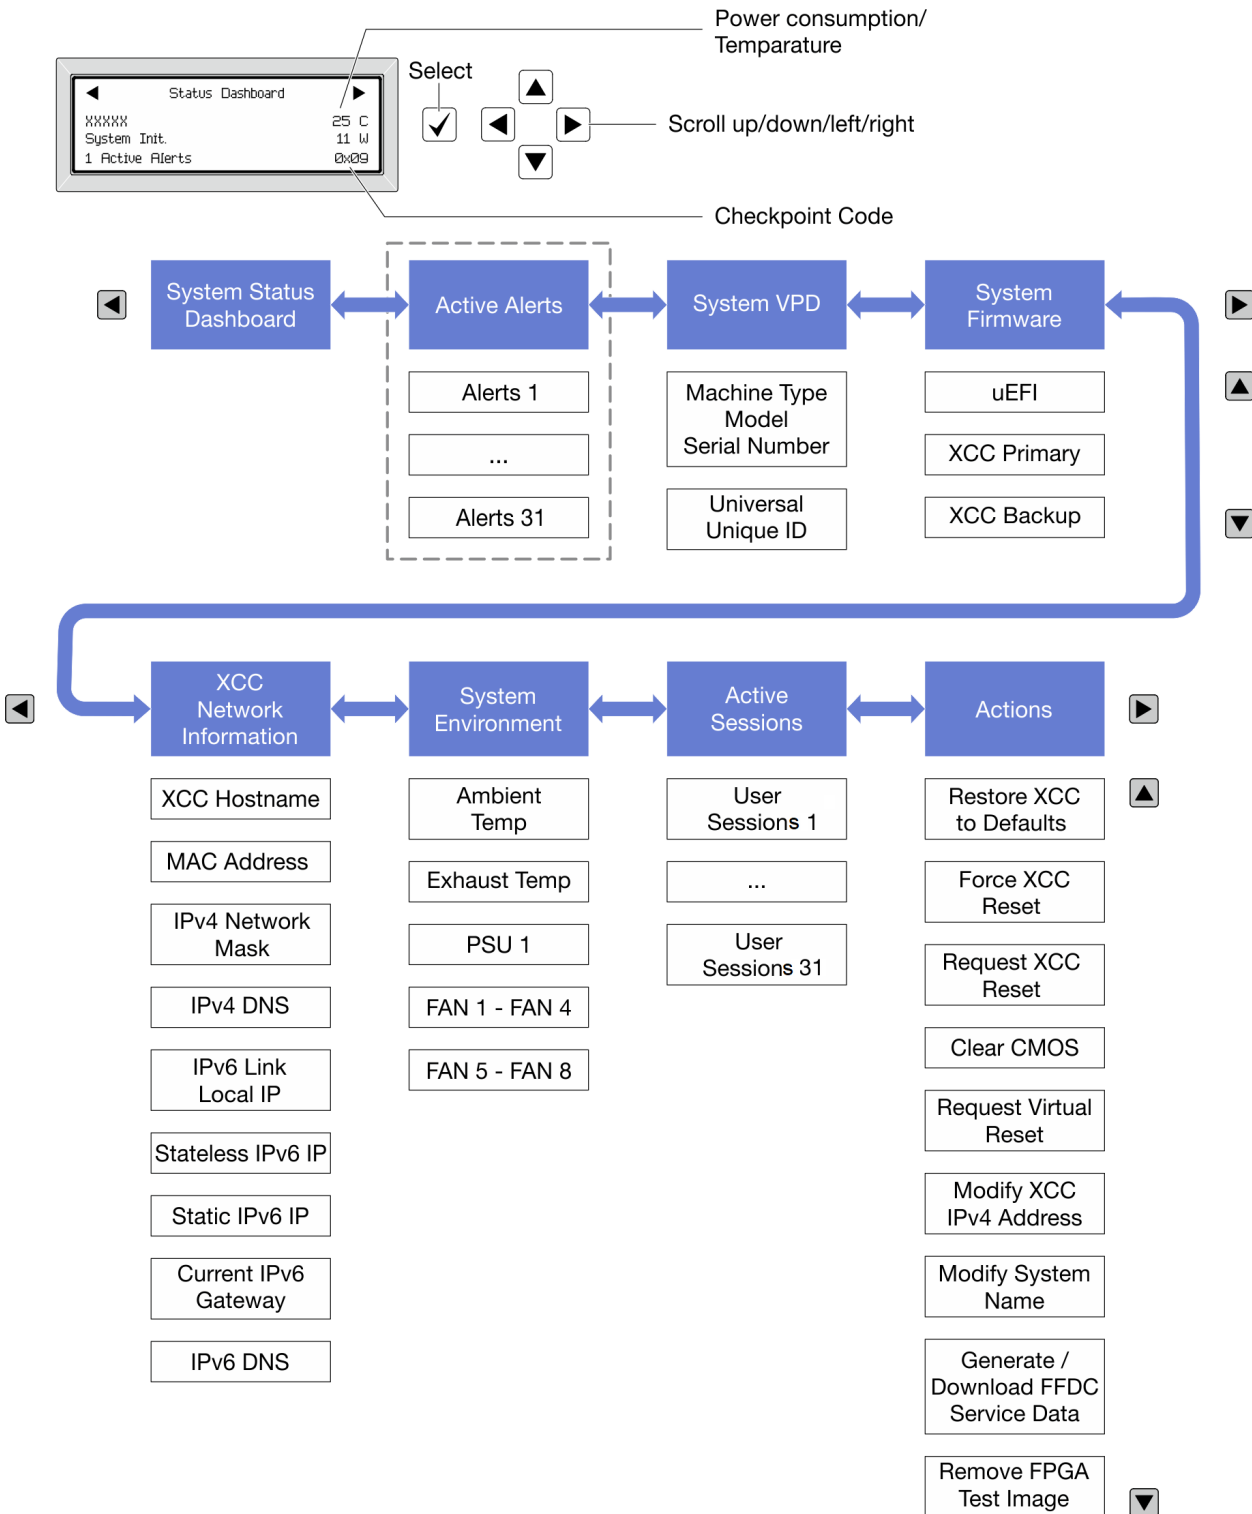 Power consumption/
Temparature
Select
Status Dashboard
XXXXX 25 C
System Init. 11 W
1 Active Alerts 0x09
Scroll up/down/left/right
Checkpoint Code
System Status
Dashboard
Active Alerts
System VPD
System
Firmware
Alerts 1
...
Alerts 31
Machine Type
Model
Serial Number
Universal
Unique ID
uEFI
XCC Primary
XCC Backup
XCC
Network
Information
System
Environment
Active
Sessions
Actions
XCC Hostname
MAC Address
IPv4 Network
Mask
IPv4 DNS
IPv6 Link
Local IP
Stateless IPv6 IP
Static IPv6 IP
Current IPv6
Gateway
IPv6 DNS
Ambient
Temp
Exhaust Temp
PSU 1
FAN 1 - FAN 4
FAN 5 - FAN 8
User
Sessions 1
...
User
Sessions 31
Restore XCC
to Defaults
Force XCC
Reset
Request XCC
Reset
Clear CMOS
Request Virtual
Reset
Modify XCC
IPv4 Address
Modify System
Name
Generate /
Download FFDC
Service Data
Remove FPGA
Test Image